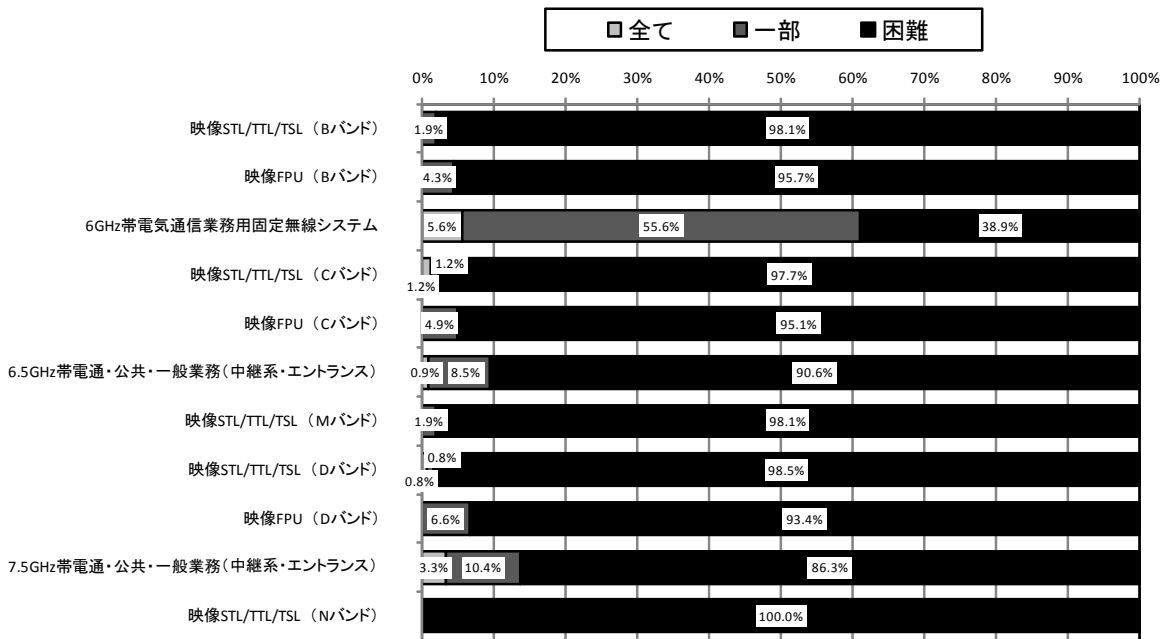 全て 一部 困難
0% 10% 20% 30% 40% 50% 60% 70% 80% 90% 100%
映像STL/TTL/TSL （Bバンド） 1.9% 98.1%
映像FPU （Bバンド） 4.3% 95.7%
6GHz帯電気通信業務用固定無線システム 5.6% 55.6% 38.9%
映像STL/TTL/TSL （Cバンド） 1.2% 1.2% 97.7%
映像FPU （Cバンド） 4.9% 95.1%
6.5GHz帯電通・公共・一般業務（中継系・エントランス） 0.9% 8.5% 90.6%
映像STL/TTL/TSL （Mバンド） 1.9% 98.1%
映像STL/TTL/TSL （Dバンド） 0.8% 0.8% 98.5%
映像FPU （Dバンド） 6.6% 93.4%
7.5GHz帯電通・公共・一般業務（中継系・エントランス） 3.3% 10.4% 86.3%
映像STL/TTL/TSL （Nバンド） 100.0%